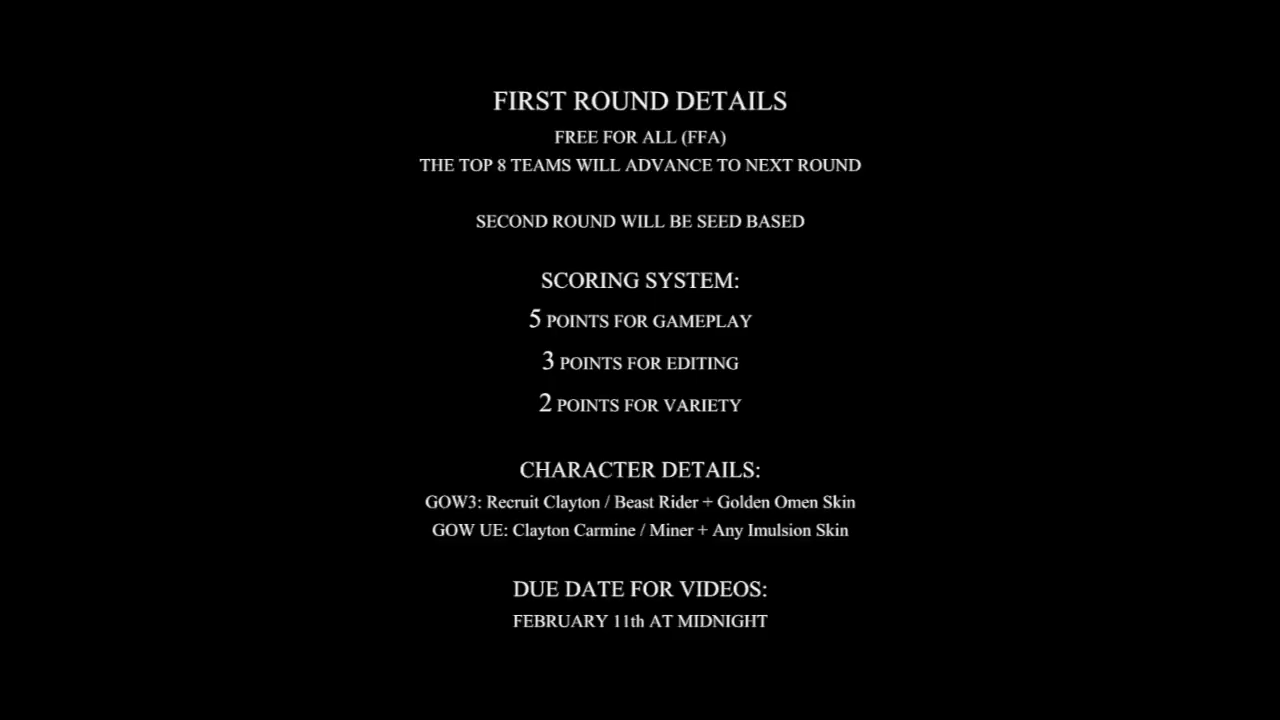 FIRST ROUND DETAILS
FREE FOR ALL (FFA)
THE TOP 8 TEAMS WILL ADVANCE TO NEXT ROUND
SECOND ROUND WILL BE SEED BASED
SCORING SYSTEM:
5 POINTS FOR GAMEPLAY
3 POINTS FOR EDITING
2 POINTS FOR VARIETY
CHARACTER DETAILS:
GOW3: Recruit Clayton / Beast Rider + Golden Omen Skin
GOW UE: Clayton Carmine / Miner + Any Imulsion Skin
DUE DATE FOR VIDEOS:
FEBRUARY 11th AT MIDNIGHT